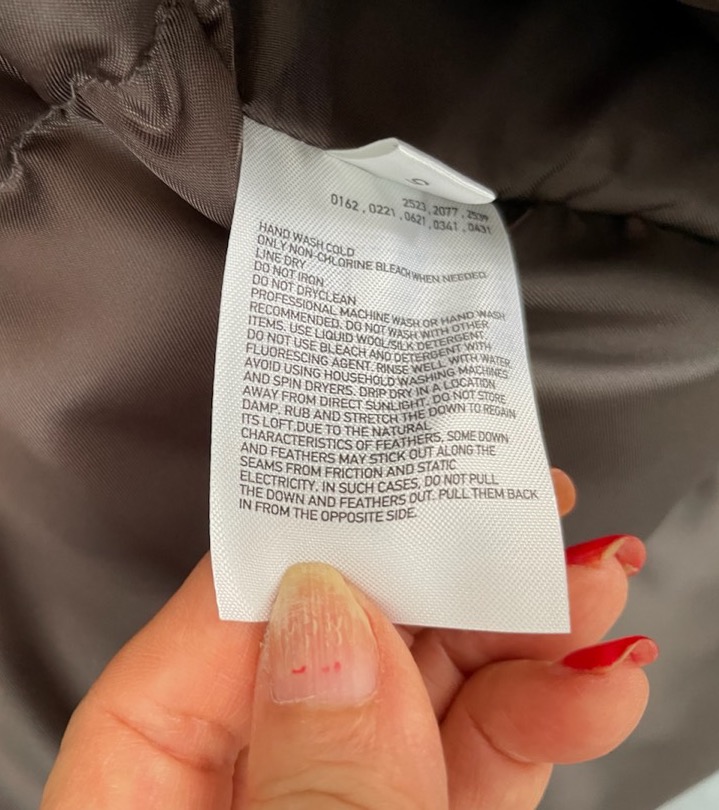 2523 , 2077 , 2539
0162 , 0221 , 0621 , 0341 , 0431
HAND WASH COLD
ONLY NON-CHLORINE BLEACH WHEN NEEDED
LINE DRY
DO NOT IRON
DO NOT DRYCLEAN
PROFESSIONAL MACHINE WASH OR HAND WASH
RECOMMENDED. DO NOT WASH WITH OTHER
ITEMS. USE LIQUID WOOL/SILK DETERGENT.
DO NOT USE BLEACH AND DETERGENT WITH
FLUORESCING AGENT. RINSE WELL WITH WATER.
AVOID USING HOUSEHOLD WASHING MACHINES
AND SPIN DRYERS. DRIP DRY IN A LOCATION
AWAY FROM DIRECT SUNLIGHT. DO NOT STORE
DAMP. RUB AND STRETCH THE DOWN TO REGAIN
ITS LOFT.DUE TO THE NATURAL
CHARACTERISTICS OF FEATHERS, SOME DOWN
AND FEATHERS MAY STICK OUT ALONG THE
SEAMS FROM FRICTION AND STATIC
ELECTRICITY. IN SUCH CASES, DO NOT PULL
THE DOWN AND FEATHERS OUT. PULL THEM BACK
IN FROM THE OPPOSITE SIDE.